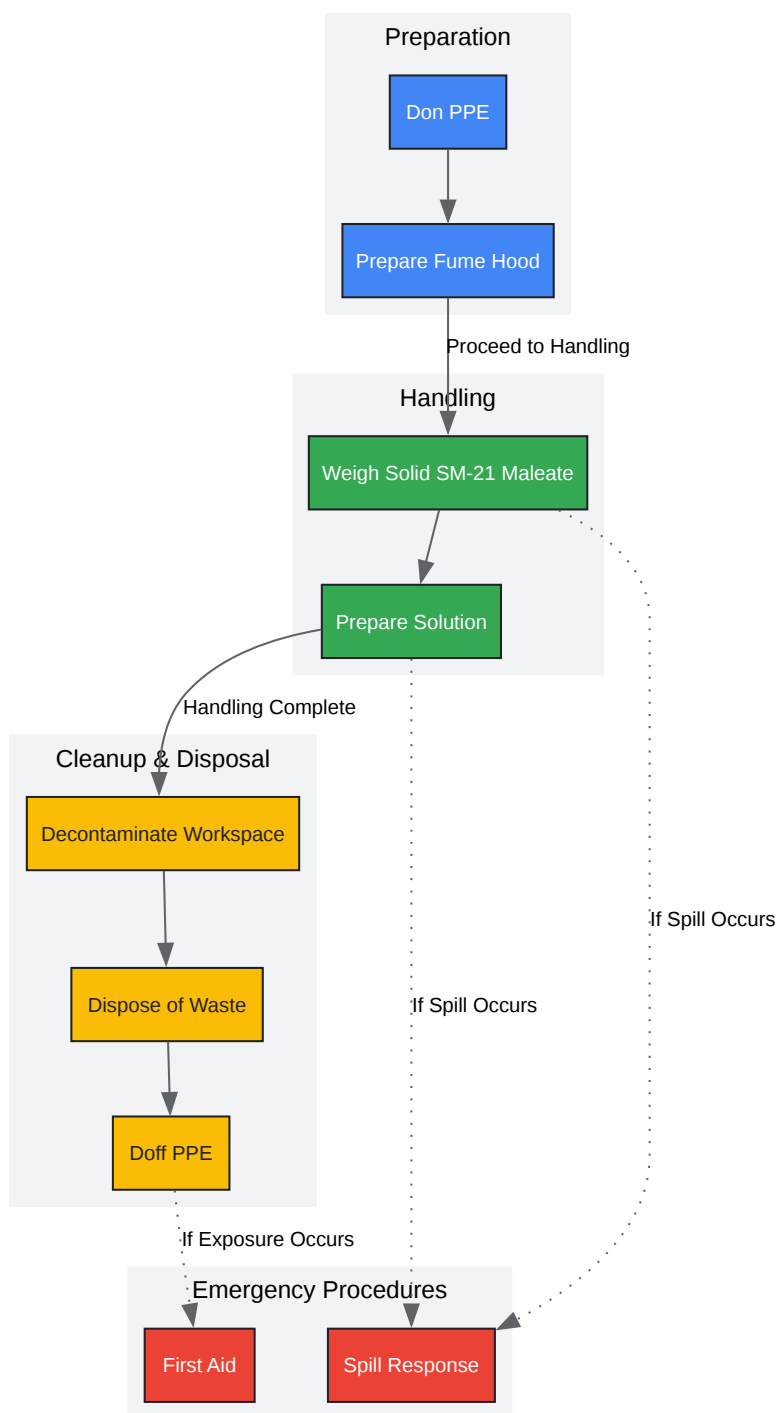 Preparation
Don PPE
Prepare Fume Hood
Proceed to Handling
Handling
Weigh Solid SM-21 Maleate
Prepare Solution
Handling Complete
Cleanup & Disposal
Decontaminate Workspace
If Spill Occurs
Dispose of Waste
If Spill Occurs
Doff PPE
If Exposure Occurs
Emergency Procedures
First Aid
Spill Response